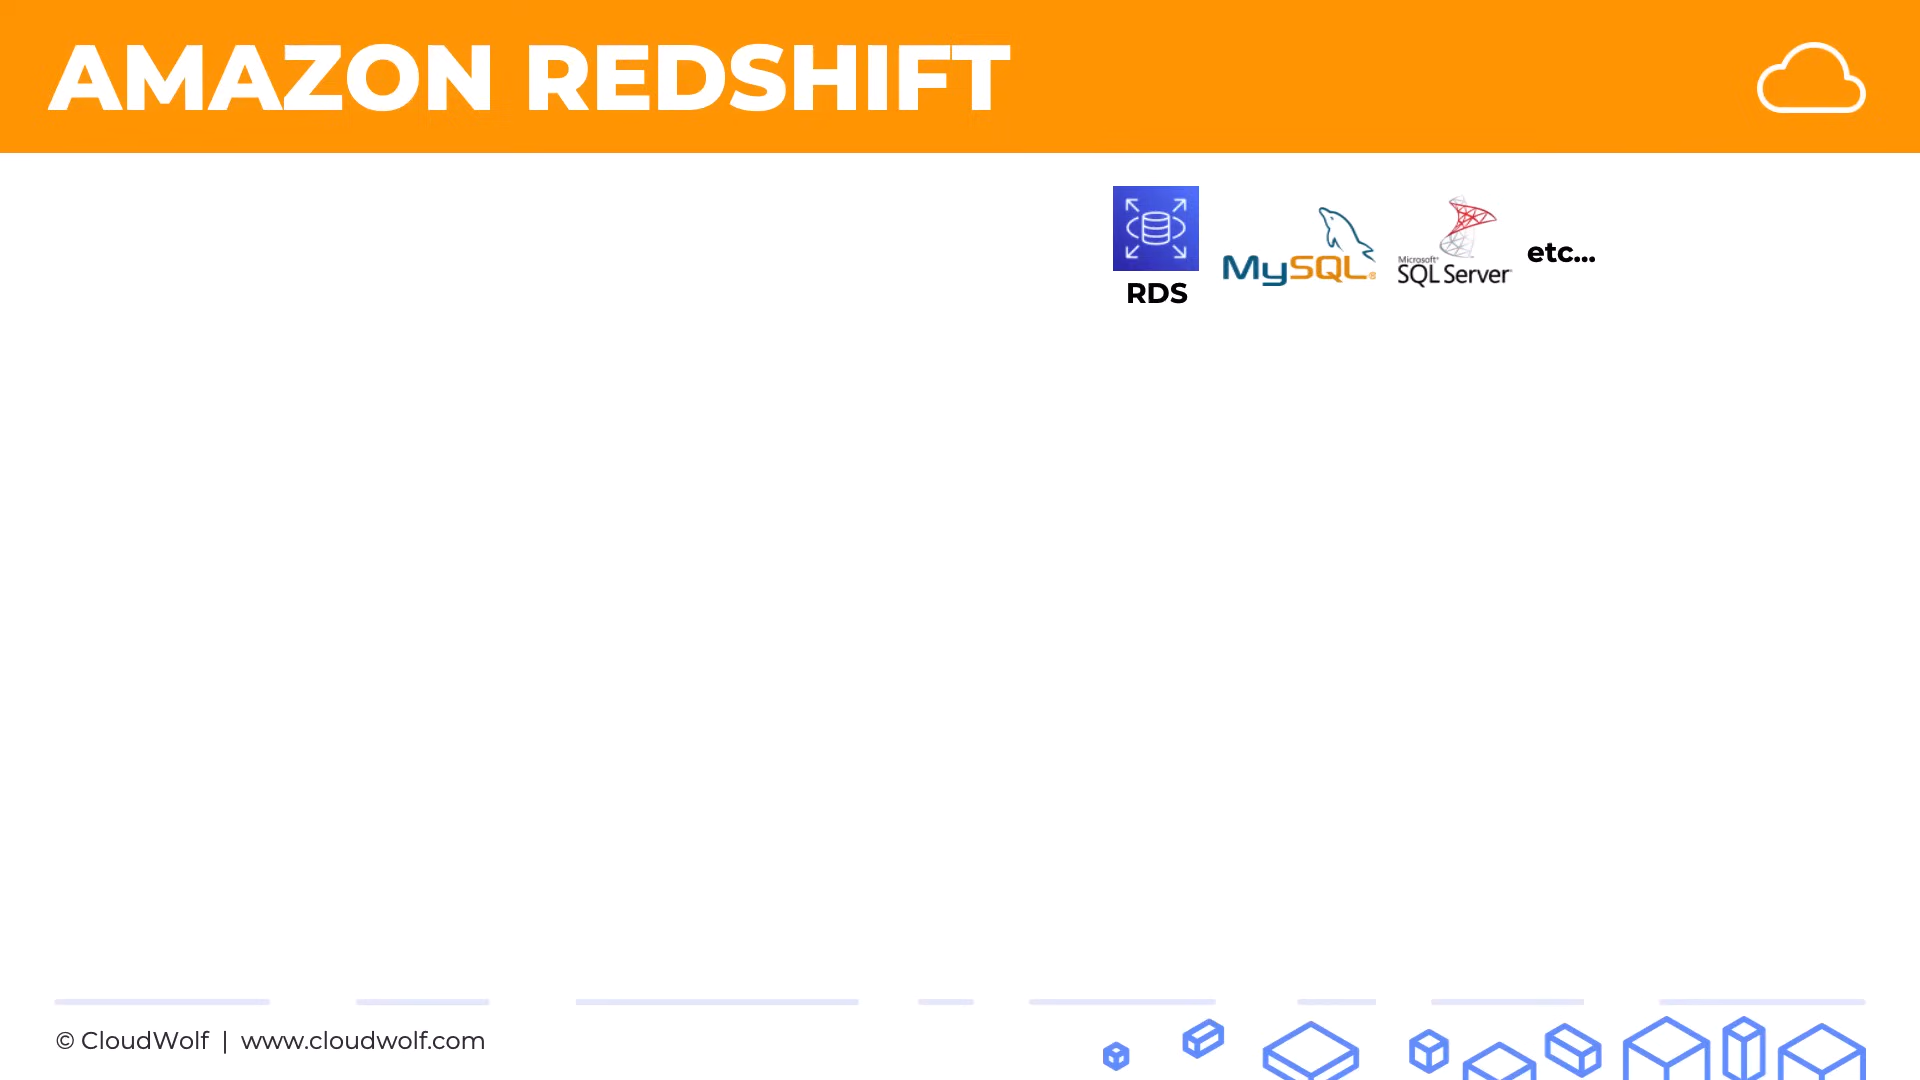 AMAZON REDSHIFT
RDS
MySQL®
Microsoft®
SQL Server
etc...
© CloudWolf | www.cloudwolf.com